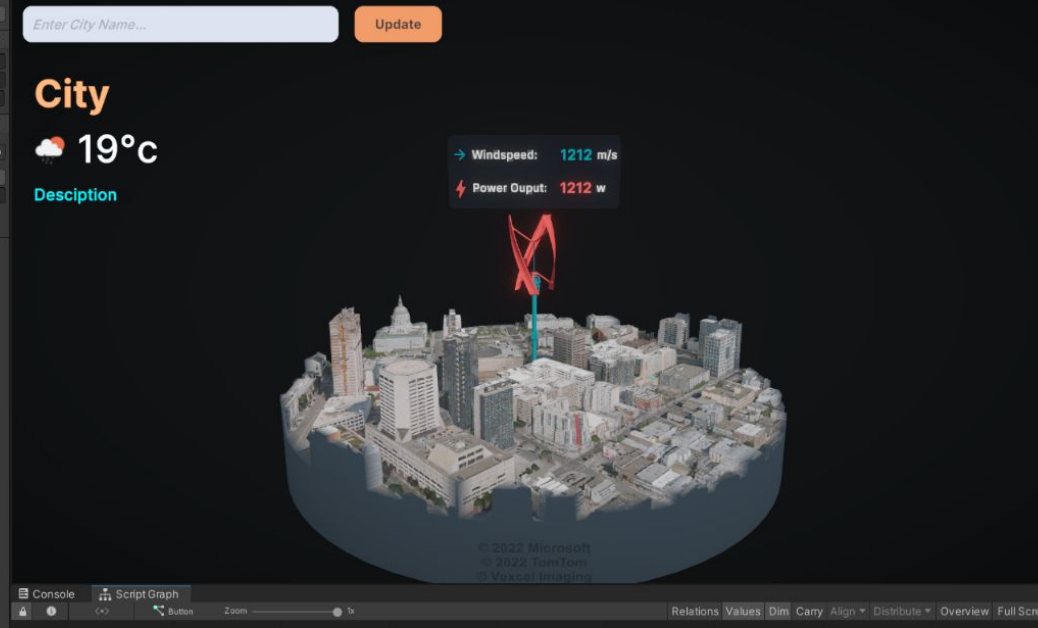 Enter City Name...
Update
City
19°c
Desciption
Windspeed: 1212 m/s
Power Ouput: 1212 w
© 2022 Microsoft
© 2022 TomTom
© Vexcel Imaging
Console
Script Graph
Button
Zoom
1x
Relations Values Dim Carry Align Distribute Overview Full Scre